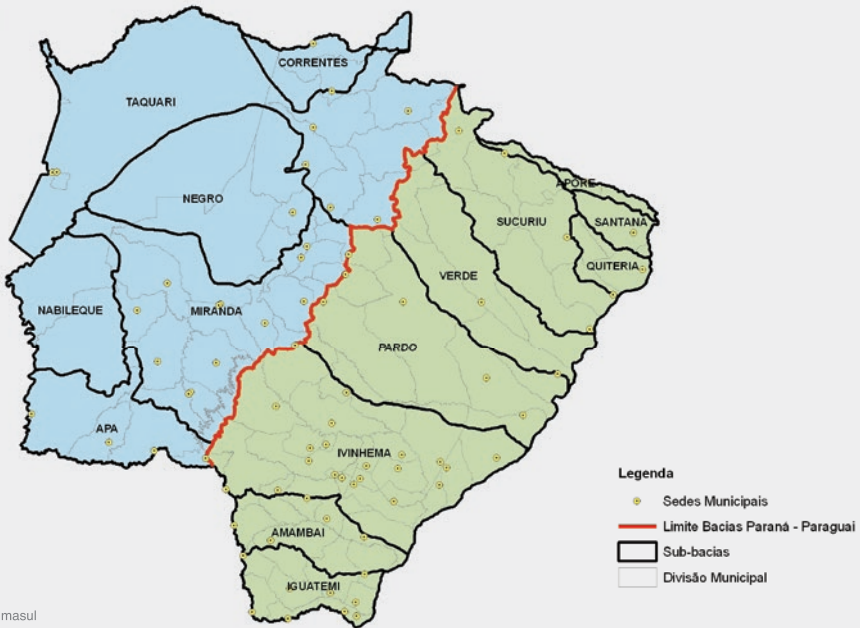 CORRENTES
TAQUARI
APORE
NEGRO
SUCURIU
SANTANA
QUITERIA
VERDE
NABILEQUE
MIRANDA
PARDO
APA
IVINHEMA
AMAMBAI
IGUATEMI
Legenda
Sedes Municipais
Limite Bacias Paraná - Paraguai
Sub-bacias
Divisão Municipal
masul